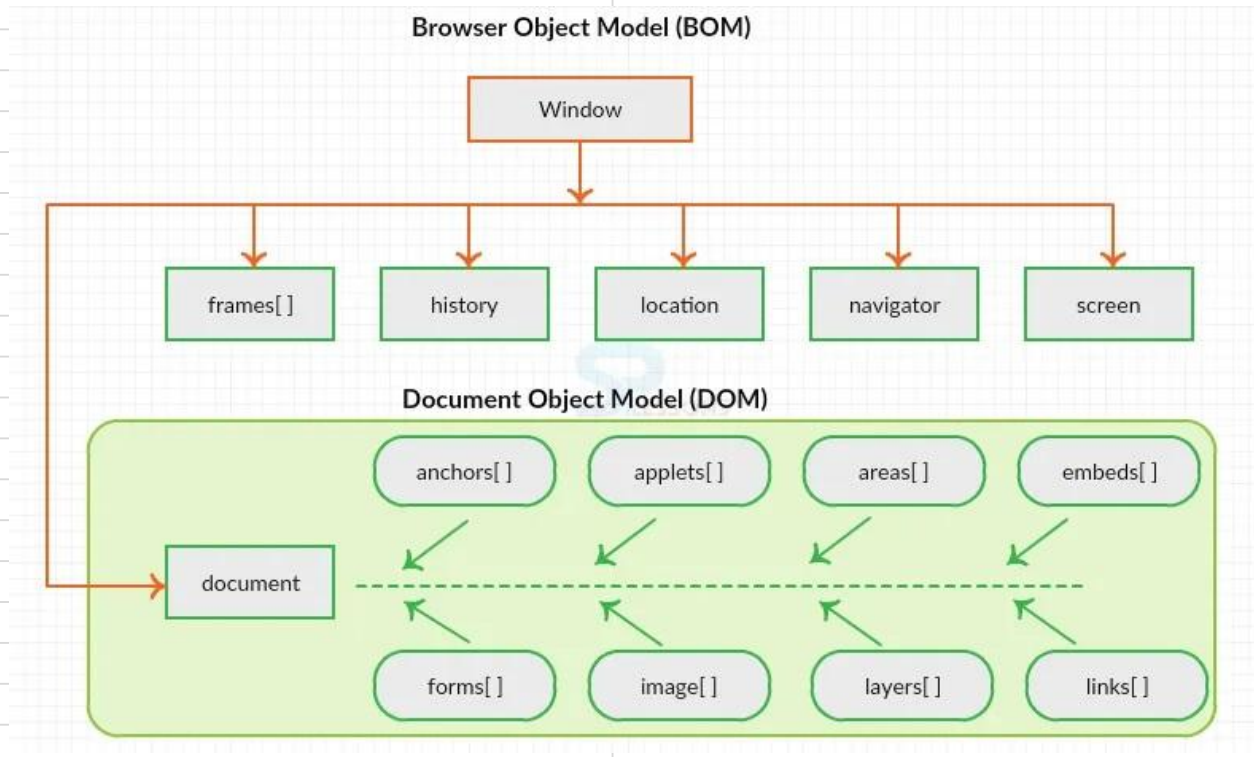 Browser Object Model (BOM)
Window
frames[ ]
history
location
navigator
screen
Document Object Model (DOM)
anchors[ ]
applets[ ]
areas[ ]
embeds[ ]
document
forms[ ]
image[ ]
layers[ ]
links[ ]